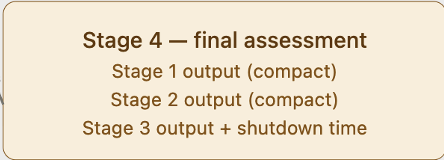 Stage 4 — final assessment
Stage 1 output (compact)
Stage 2 output (compact)
Stage 3 output + shutdown time